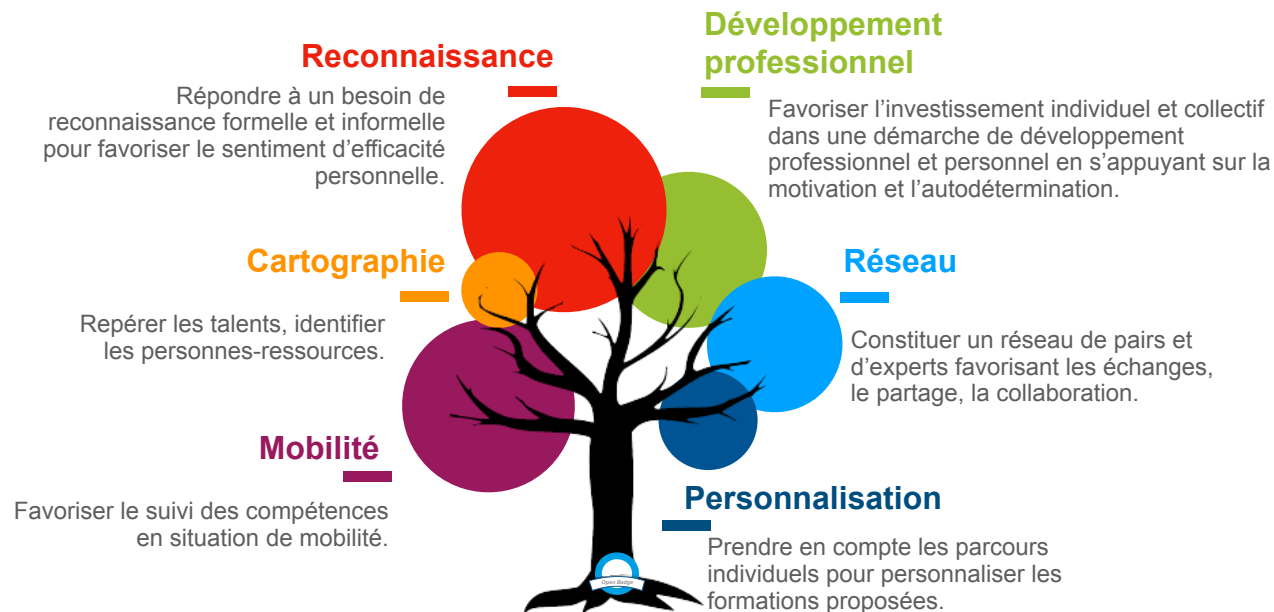 Reconnaissance
Répondre à un besoin de
reconnaissance formelle et informelle
pour favoriser le sentiment d’efficacité
personnelle.
Développement
professionnel
Favoriser l’investissement individuel et collectif
dans une démarche de développement
professionnel et personnel en s’appuyant sur la
motivation et l’autodétermination.
Cartographie
Repérer les talents, identifier
les personnes-ressources.
Réseau
Constituer un réseau de pairs et
d’experts favorisant les échanges,
le partage, la collaboration.
Mobilité
Favoriser le suivi des compétences
en situation de mobilité.
Personnalisation
Prendre en compte les parcours
individuels pour personnaliser les
formations proposées.
Open Badge